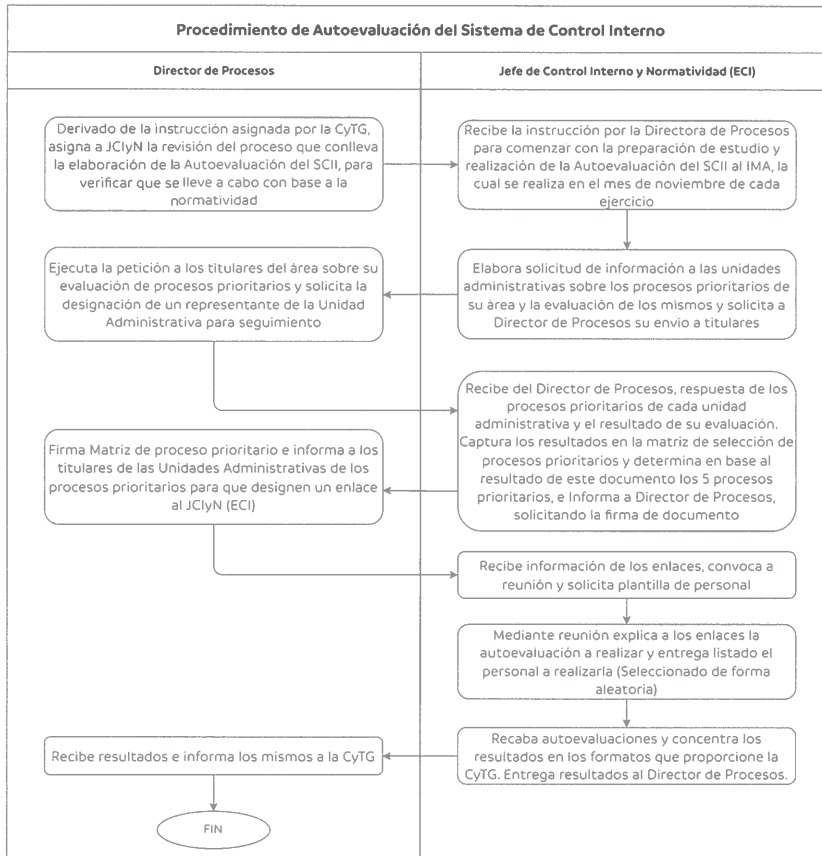 Procedimiento de Autoevaluación del Sistema de Control Interno
Director de Procesos
Jefe de Control Interno y Normatividad (ECI)
Derivado de la instrucción asignada por la CyTG,
asigna a JCIyN la revisión del proceso que conlleva
la elaboración de la Autoevaluación del SCII, para
verificar que se lleve a cabo con base a la
normatividad
Recibe la instrucción por la Directora de Procesos
para comenzar con la preparación de estudio y
realización de la Autoevaluación del SCII al IMA, la
cual se realiza en el mes de noviembre de cada
ejercicio
Elabora solicitud de información a las unidades
administrativas sobre los procesos prioritarios de
su área y la evaluación de los mismos y solicita a
Director de Procesos su envio a titulares
Ejecuta la petición a los titulares del área sobre su
evaluación de procesos prioritarios y solicita la
designación de un representante de la Unidad
Administrativa para seguimiento
Recibe del Director de Procesos, respuesta de los
procesos prioritarios de cada unidad
administrativa y el resultado de su evaluación.
Captura los resultados en la matriz de selección de
procesos prioritarios y determina en base al
resultado de este documento los 5 procesos
prioritarios, e Informa a Director de Procesos,
solicitando la firma de documento
Firma Matriz de proceso prioritario e informa a los
titulares de las Unidades Administrativas de los
procesos prioritarios para que designen un enlace
al JCIyN (ECI)
Recibe información de los enlaces, convoca a
reunión y solicita plantilla de personal
Mediante reunión explica a los enlaces la
autoevaluación a realizar y entrega listado el
personal a realizarla (Seleccionado de forma
aleatoria)
Recaba autoevaluaciones y concentra los
resultados en los formatos que proporcione la
CyTG. Entrega resultados al Director de Procesos.
Recibe resultados e informa los mismos a la CyTG
FIN